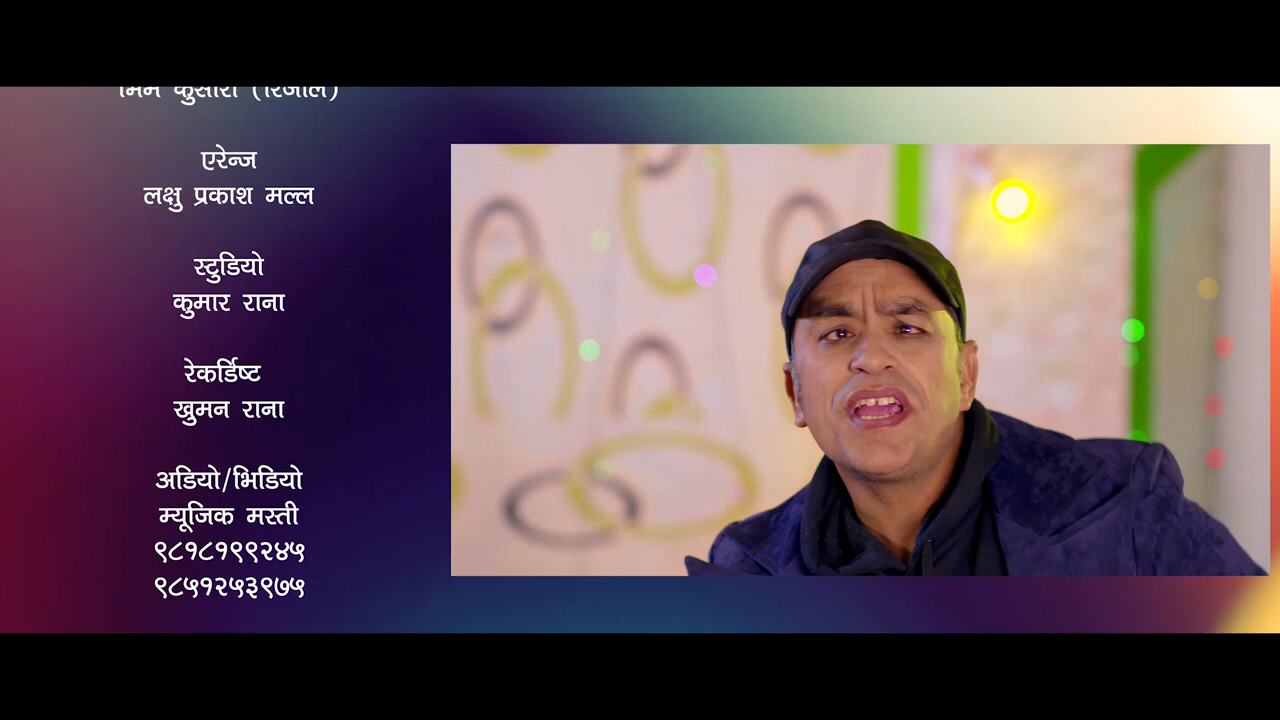 एरेन्ज
लक्षु प्रकाश मल्ल
स्टुडियो
कुमार राना
रेकर्डिष्ट
खुमन राना
अडियो/भिडियो
म्यूजिक मस्ती
९८१८१९९२४५
९८५१२५३९७५